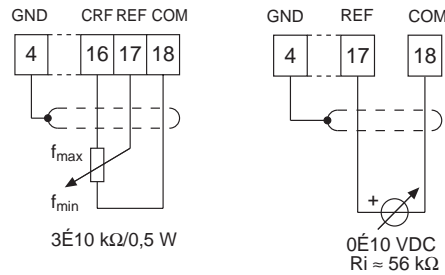 GND CRF REF COM
4 16 17 18
fmax
fmin
3É10 kΩ/0,5 W
GND REF COM
4 17 18
+
0É10 VDC
Ri ≈ 56 kΩ